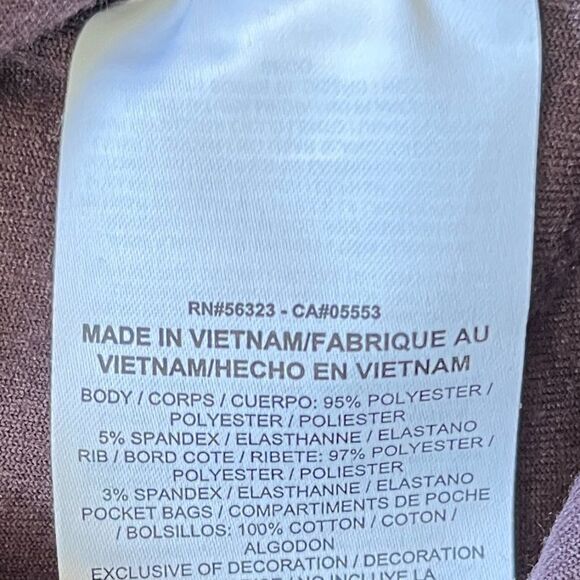 RN#56323 - CA#05553
MADE IN VIETNAM/FABRIQUE AU
VIETNAM/HECHO EN VIETNAM
BODY / CORPS / CUERPO: 95% POLYESTER /
POLYESTER / POLIESTER
5% SPANDEX / ELASTHANNE / ELASTANO
RIB / BORD COTE / RIBETE: 97% POLYESTER /
POLYESTER / POLIESTER
3% SPANDEX / ELASTHANNE / ELASTANO
POCKET BAGS / COMPARTIMENTS DE POCHE
/ BOLSILLOS: 100% COTTON / COTON /
ALGODON
EXCLUSIVE OF DECORATION / DECORATION
INCLUYE LA